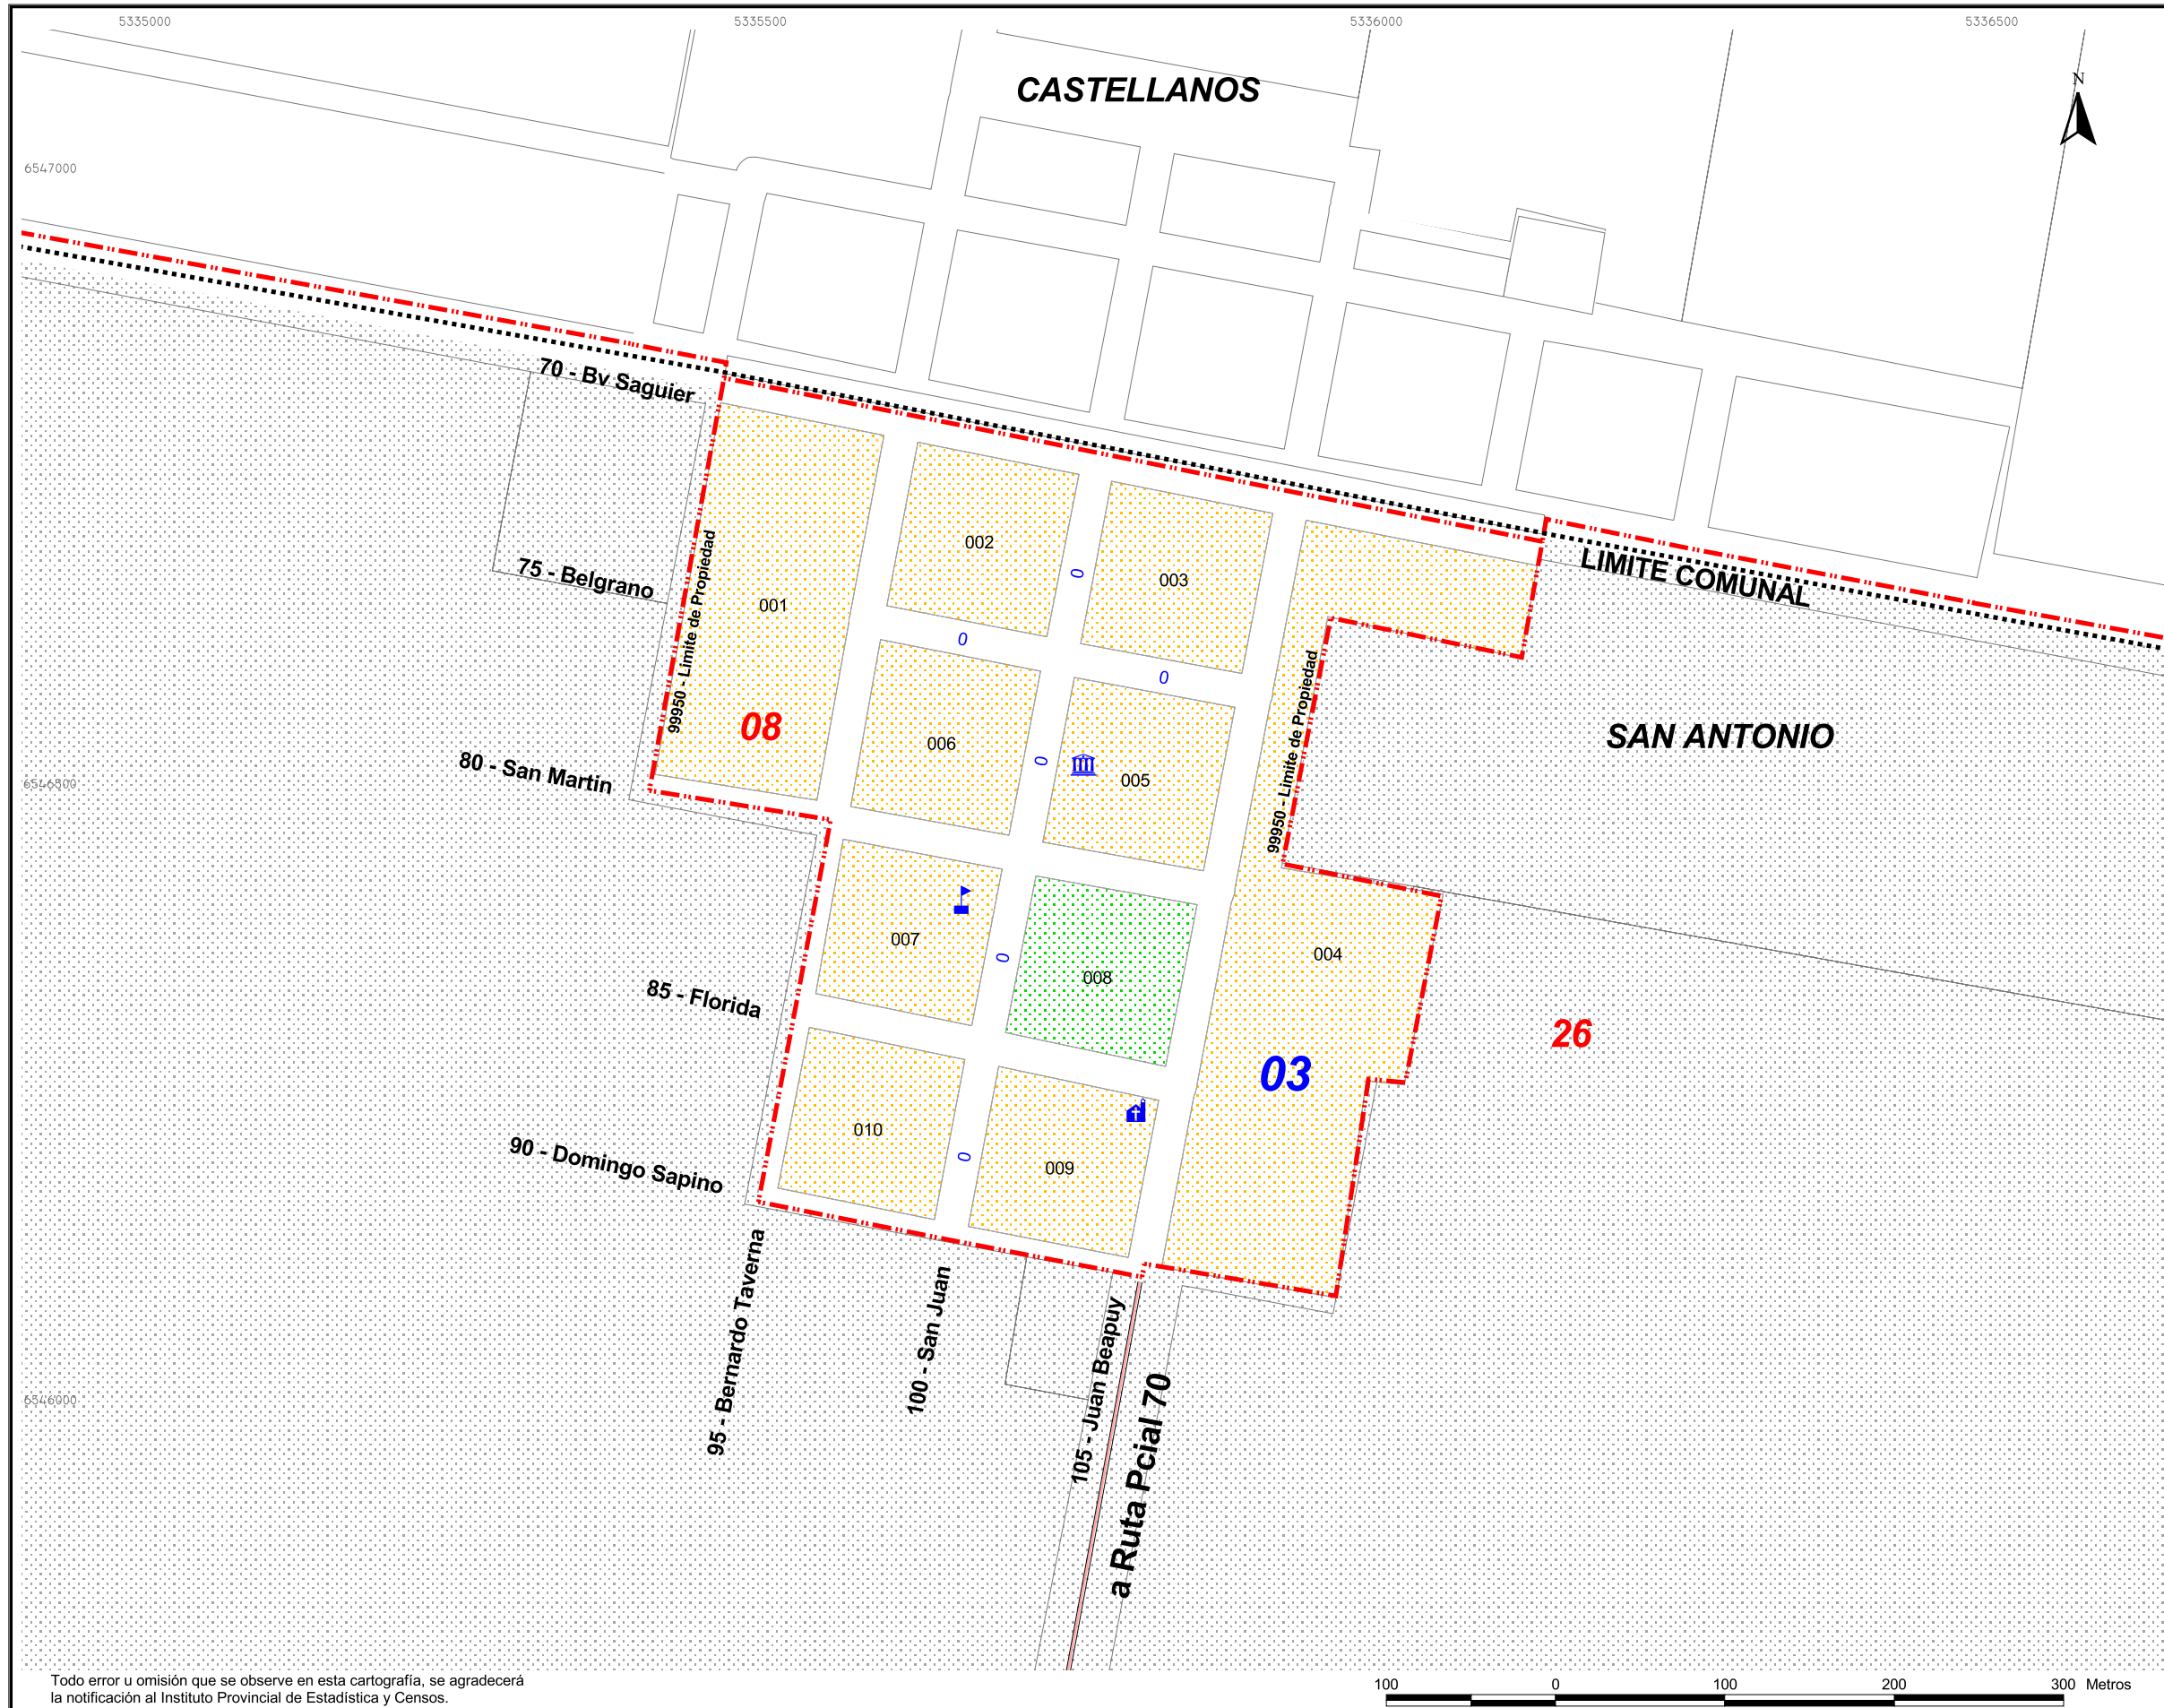 5335000
5335500
5336000
5336500
CASTELLANOS
N
6547000
70 - Bv Saguier
002
0
003
LIMITE COMUNAL
75 - Belgrano
001
99950 - Limite de Propiedad
0
0
99950 - Limite de Propiedad
08
SAN ANTONIO
006
0
005
80 - San Martin
6546500
007
0
008
004
85 - Florida
26
03
010
0
009
90 - Domingo Sapino
95 - Bernardo Taverna
100 - San Juan
105 - Juan Beapuy
a Ruta Pcial 70
6546000
Todo error u omisión que se observe en esta cartografía, se agradecerá
la notificación al Instituto Provincial de Estadística y Censos.
100 0 100 200 300 Metros